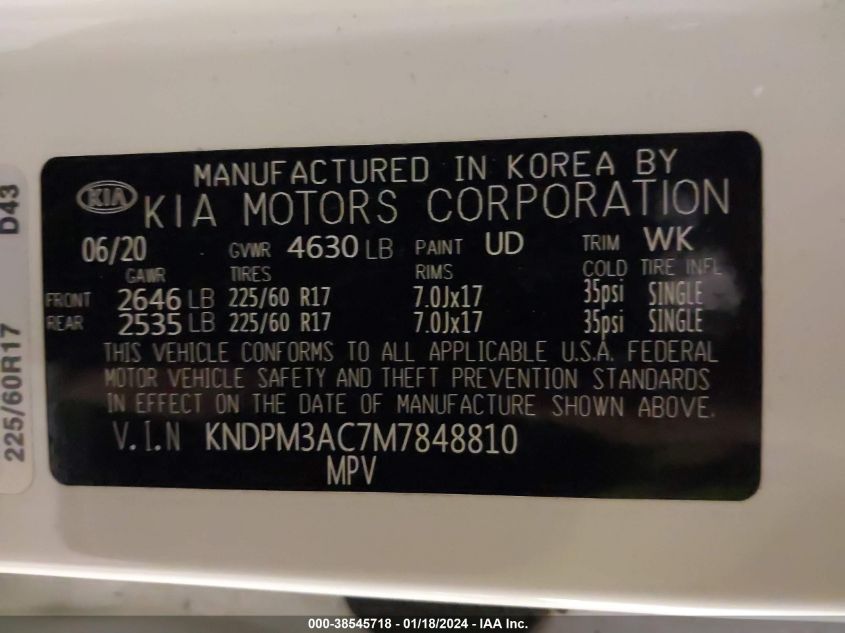 MANUFACTURED IN KOREA BY
KIA KIA MOTORS CORPORATION
06/20 GVWR 4630 LB PAINT UD TRIM WK
GAWR TIRES RIMS COLD TIRE INFL
FRONT 2646 LB 225/60 R17 7.0Jx17 35psi SINGLE
REAR 2535 LB 225/60 R17 7.0Jx17 35psi SINGLE
THIS VEHICLE CONFORMS TO ALL APPLICABLE U.S.A. FEDERAL
MOTOR VEHICLE SAFETY AND THEFT PREVENTION STANDARDS
IN EFFECT ON THE DATE OF MANUFACTURE SHOWN ABOVE.
V.I.N KNDPM3AC7M7848810
MPV
225/60R17 D43
000-38545718 - 01/18/2024 - IAA Inc.